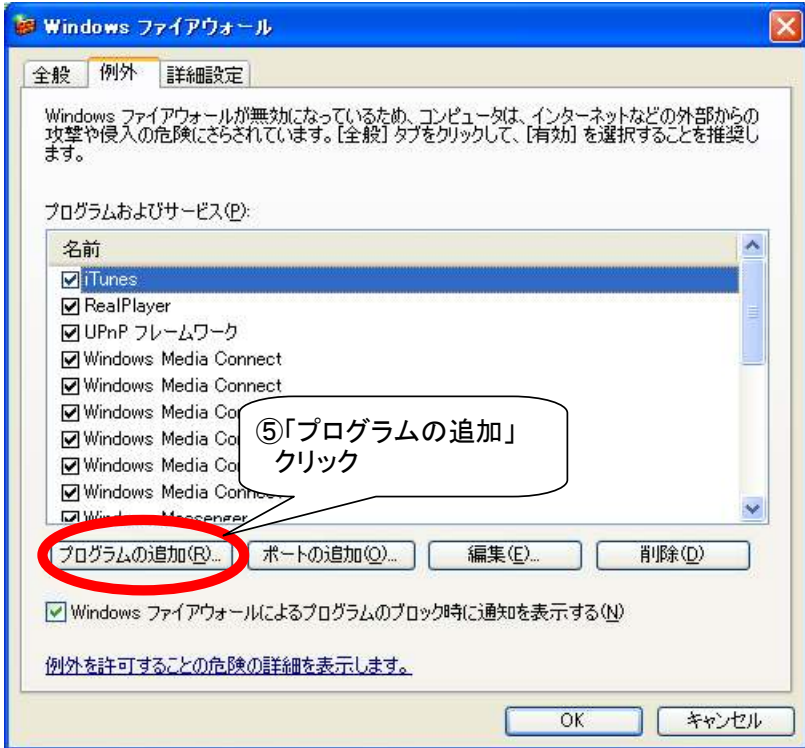 Windows ファイアウォール
全般
例外
詳細設定
Windows ファイアウォールが無効になっているため、コンピュータは、インターネットなどの外部からの
攻撃や侵入の危険にさらされています。[全般] タブをクリックして、[有効] を選択することを推奨し
ます。
プログラムおよびサービス(P):
名前
iTunes
RealPlayer
UPnP フレームワーク
Windows Media Connect
Windows Media Connect
Windows Media Co
Windows Media Co
Windows Media Co
Windows Media Connect
Windows Messenger
⑤「プログラムの追加」
クリック
プログラムの追加(R)...
ポートの追加(O)...
編集(E)...
削除(D)
Windows ファイアウォールによるプログラムのブロック時に通知を表示する(N)
例外を許可することの危険の詳細を表示します。
OK
キャンセル